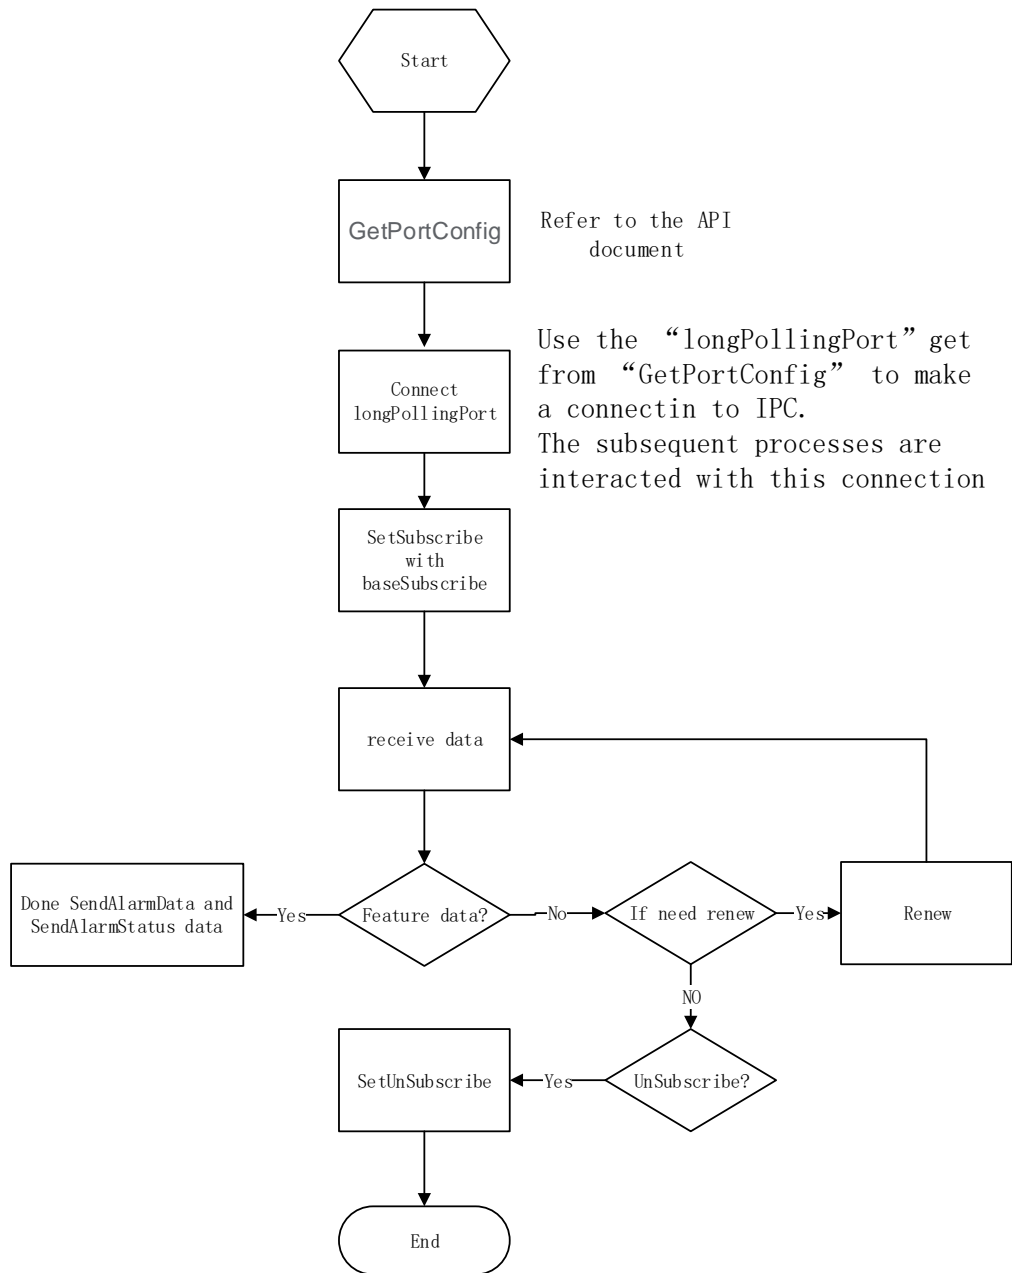 Start
GetPortConfig
Refer to the API
document
Use the “longPollingPort” get
from “GetPortConfig” to make
a connectin to IPC.
The subsequent processes are
interacted with this connection
Connect
longPollingPort
SetSubscribe
with
baseSubscribe
receive data
Done SendAlarmData and
SendAlarmStatus data
Yes
Feature data?
No
If need renew
Yes
Renew
NO
SetUnSubscribe
Yes
UnSubscribe?
End